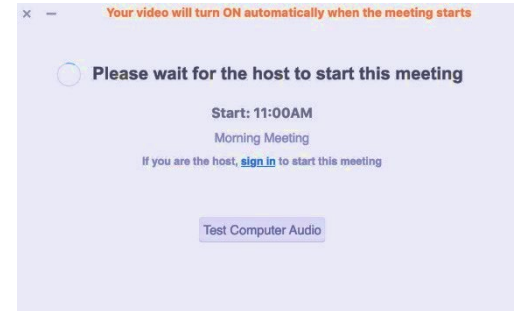 Your video will turn ON automatically when the meeting starts
Please wait for the host to start this meeting
Start: 11:00AM
Morning Meeting
If you are the host, sign in to start this meeting
Test Computer Audio